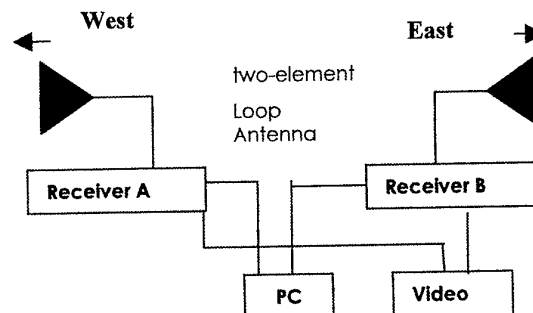 West
East
two-element
Loop
Antenna
Receiver A
Receiver B
PC
Video